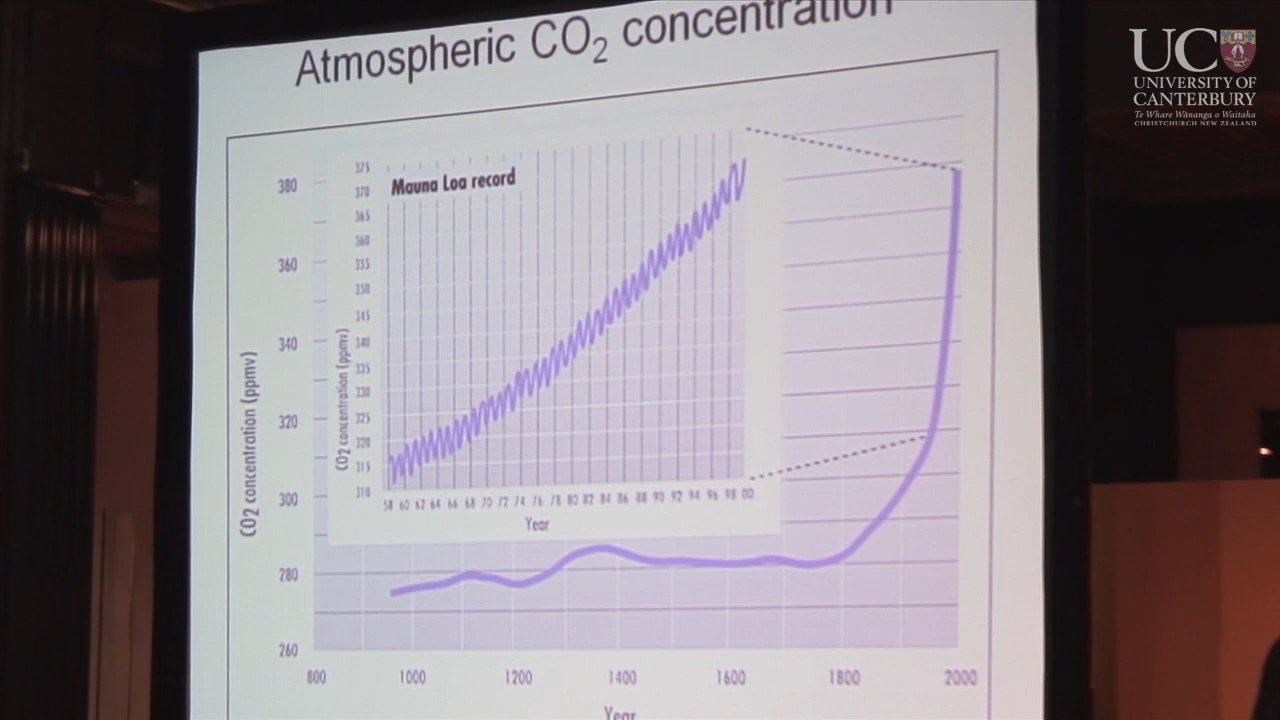 Atmospheric CO2 concentration
UC
UNIVERSITY OF
CANTERBURY
Te Whare Wānanga o Waitaha
CHRISTCHURCH NEW ZEALAND
Mauna Loa record
375
370
365
360
355
350
345
340
335
330
325
320
315
310
CO2 concentration (ppmv)
58 60 62 64 66 68 70 72 74 76 78 80 82 84 86 88 90 92 94 96 98 00
Year
380
360
340
320
300
280
260
CO2 concentration (ppmv)
800 1000 1200 1400 1600 1800 2000
Year